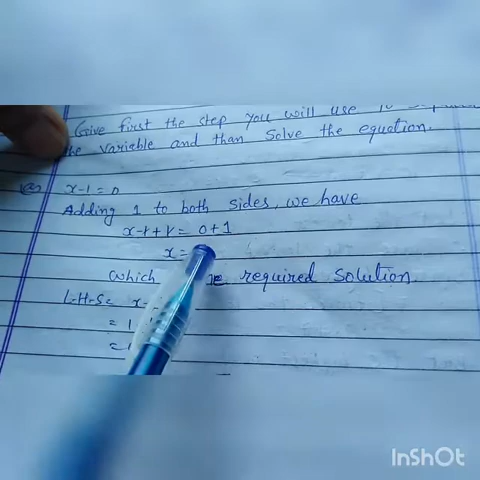 Give first the step you will use to
the variable and than solve the equation.
(a) x-1=0
Adding 1 to both sides, we have
x-1+1=0+1
x=
which required solution.
L-H-S= x-
= 1
=
InShOt